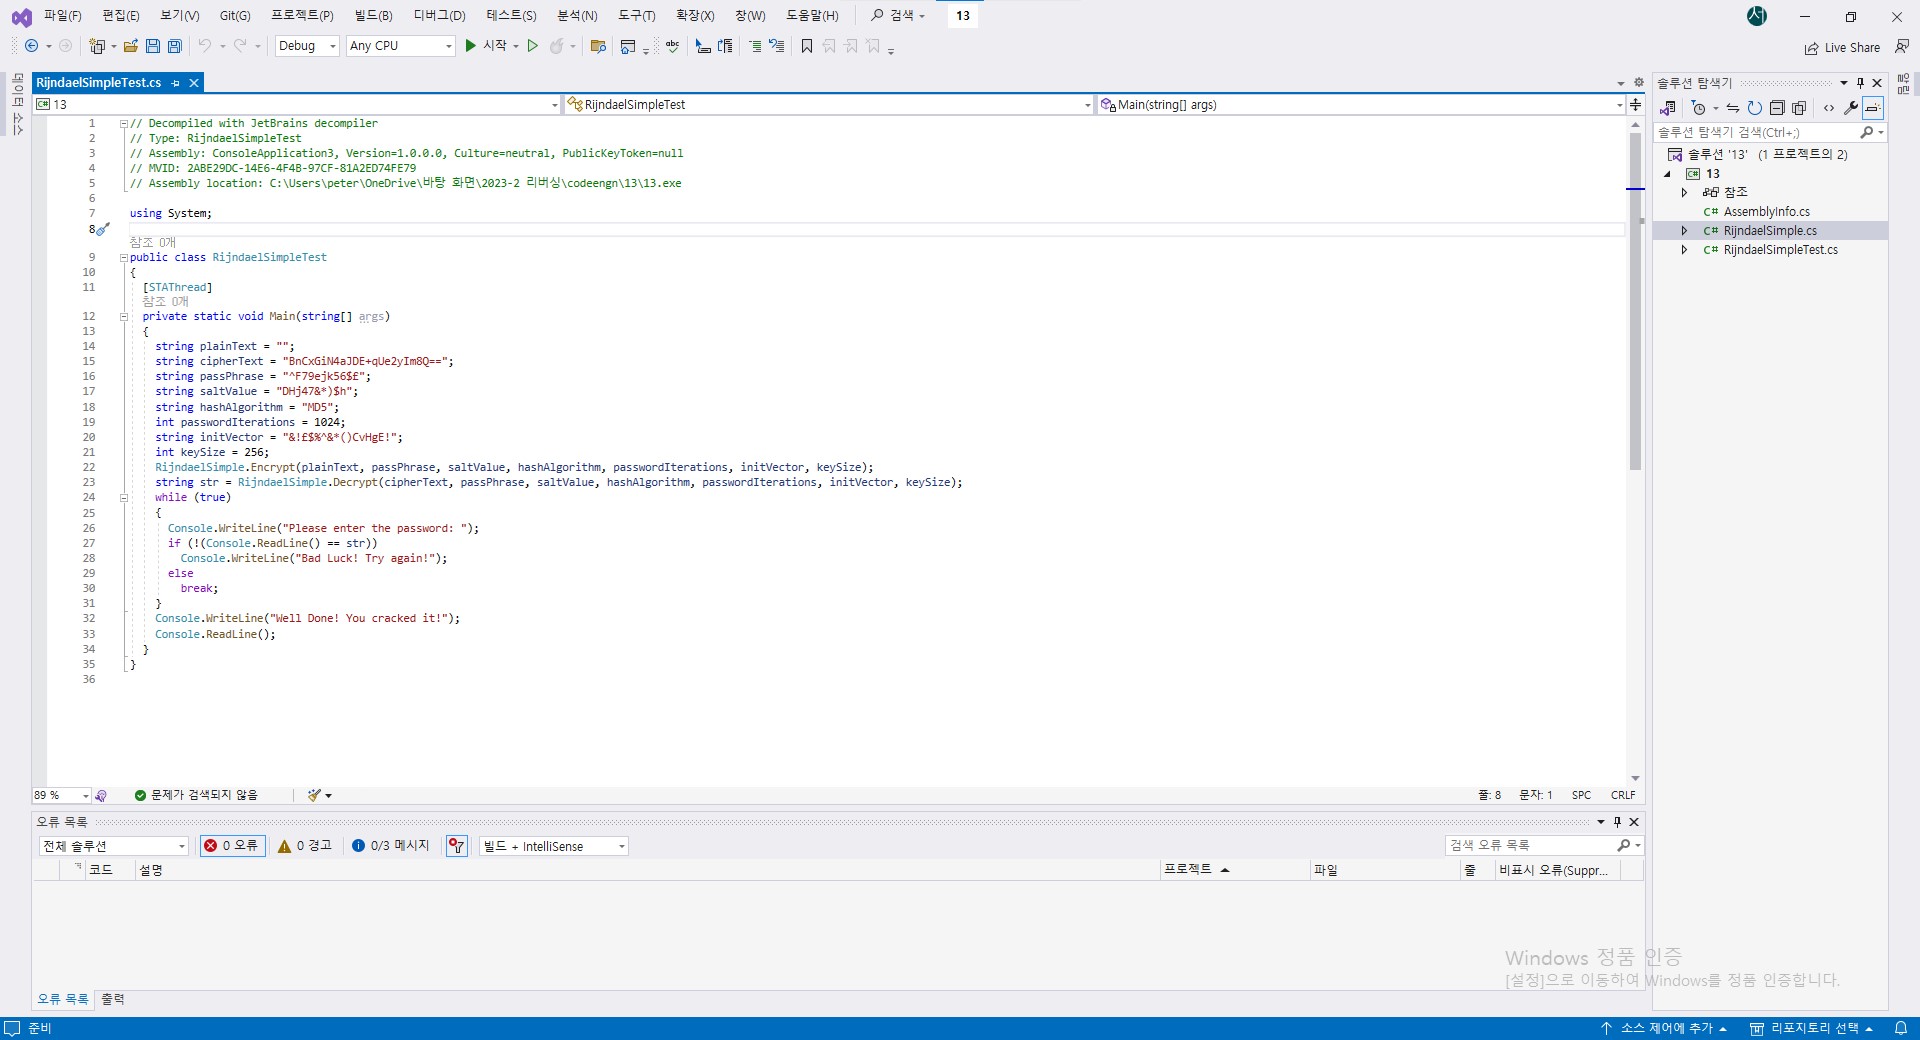 파일(F) 편집(E) 보기(V) Git(G) 프로젝트(P) 빌드(B) 디버그(D) 테스트(S) 분석(N) 도구(T) 확장(X) 창(W) 도움말(H) 검색 13 서
Debug Any CPU 시작 Live Share
데이터 소스
RijndaelSimpleTest.cs
13 RijndaelSimpleTest Main(string[] args)
1 // Decompiled with JetBrains decompiler
2 // Type: RijndaelSimpleTest
3 // Assembly: ConsoleApplication3, Version=1.0.0.0, Culture=neutral, PublicKeyToken=null
4 // MVID: 2ABE29DC-14E6-4F4B-97CF-81A2ED74FE79
5 // Assembly location: C:\Users\peter\OneDrive\바탕 화면\2023-2 리버싱\codeengn\13\13.exe
6
7 using System;
8
참조 0개
9 public class RijndaelSimpleTest
10 {
11 [STAThread]
참조 0개
12 private static void Main(string[] args)
13 {
14 string plainText = "";
15 string cipherText = "BnCxGiN4aJDE+qUe2yIm8Q==";
16 string passPhrase = "^F79ejk56$£";
17 string saltValue = "DHj47&*)$h";
18 string hashAlgorithm = "MD5";
19 int passwordIterations = 1024;
20 string initVector = "&!£$%^&*()CvHgE!";
21 int keySize = 256;
22 RijndaelSimple.Encrypt(plainText, passPhrase, saltValue, hashAlgorithm, passwordIterations, initVector, keySize);
23 string str = RijndaelSimple.Decrypt(cipherText, passPhrase, saltValue, hashAlgorithm, passwordIterations, initVector, keySize);
24 while (true)
25 {
26 Console.WriteLine("Please enter the password: ");
27 if (!(Console.ReadLine() == str))
28 Console.WriteLine("Bad Luck! Try again!");
29 else
30 break;
31 }
32 Console.WriteLine("Well Done! You cracked it!");
33 Console.ReadLine();
34 }
35 }
36
89 % 문제가 검색되지 않음 줄: 8 문자: 1 SPC CRLF
오류 목록
전체 솔루션 0 오류 0 경고 0/3 메시지 빌드 + IntelliSense 검색 오류 목록
코드 설명 프로젝트 파일 줄 비표시 오류(Suppr...
오류 목록 출력
솔루션 탐색기
솔루션 탐색기 검색(Ctrl+;)
솔루션 '13' (1 프로젝트의 2)
13
참조
AssemblyInfo.cs
RijndaelSimple.cs
RijndaelSimpleTest.cs
알림
Windows 정품 인증
[설정]으로 이동하여 Windows를 정품 인증합니다.
준비 소스 제어에 추가 리포지토리 선택